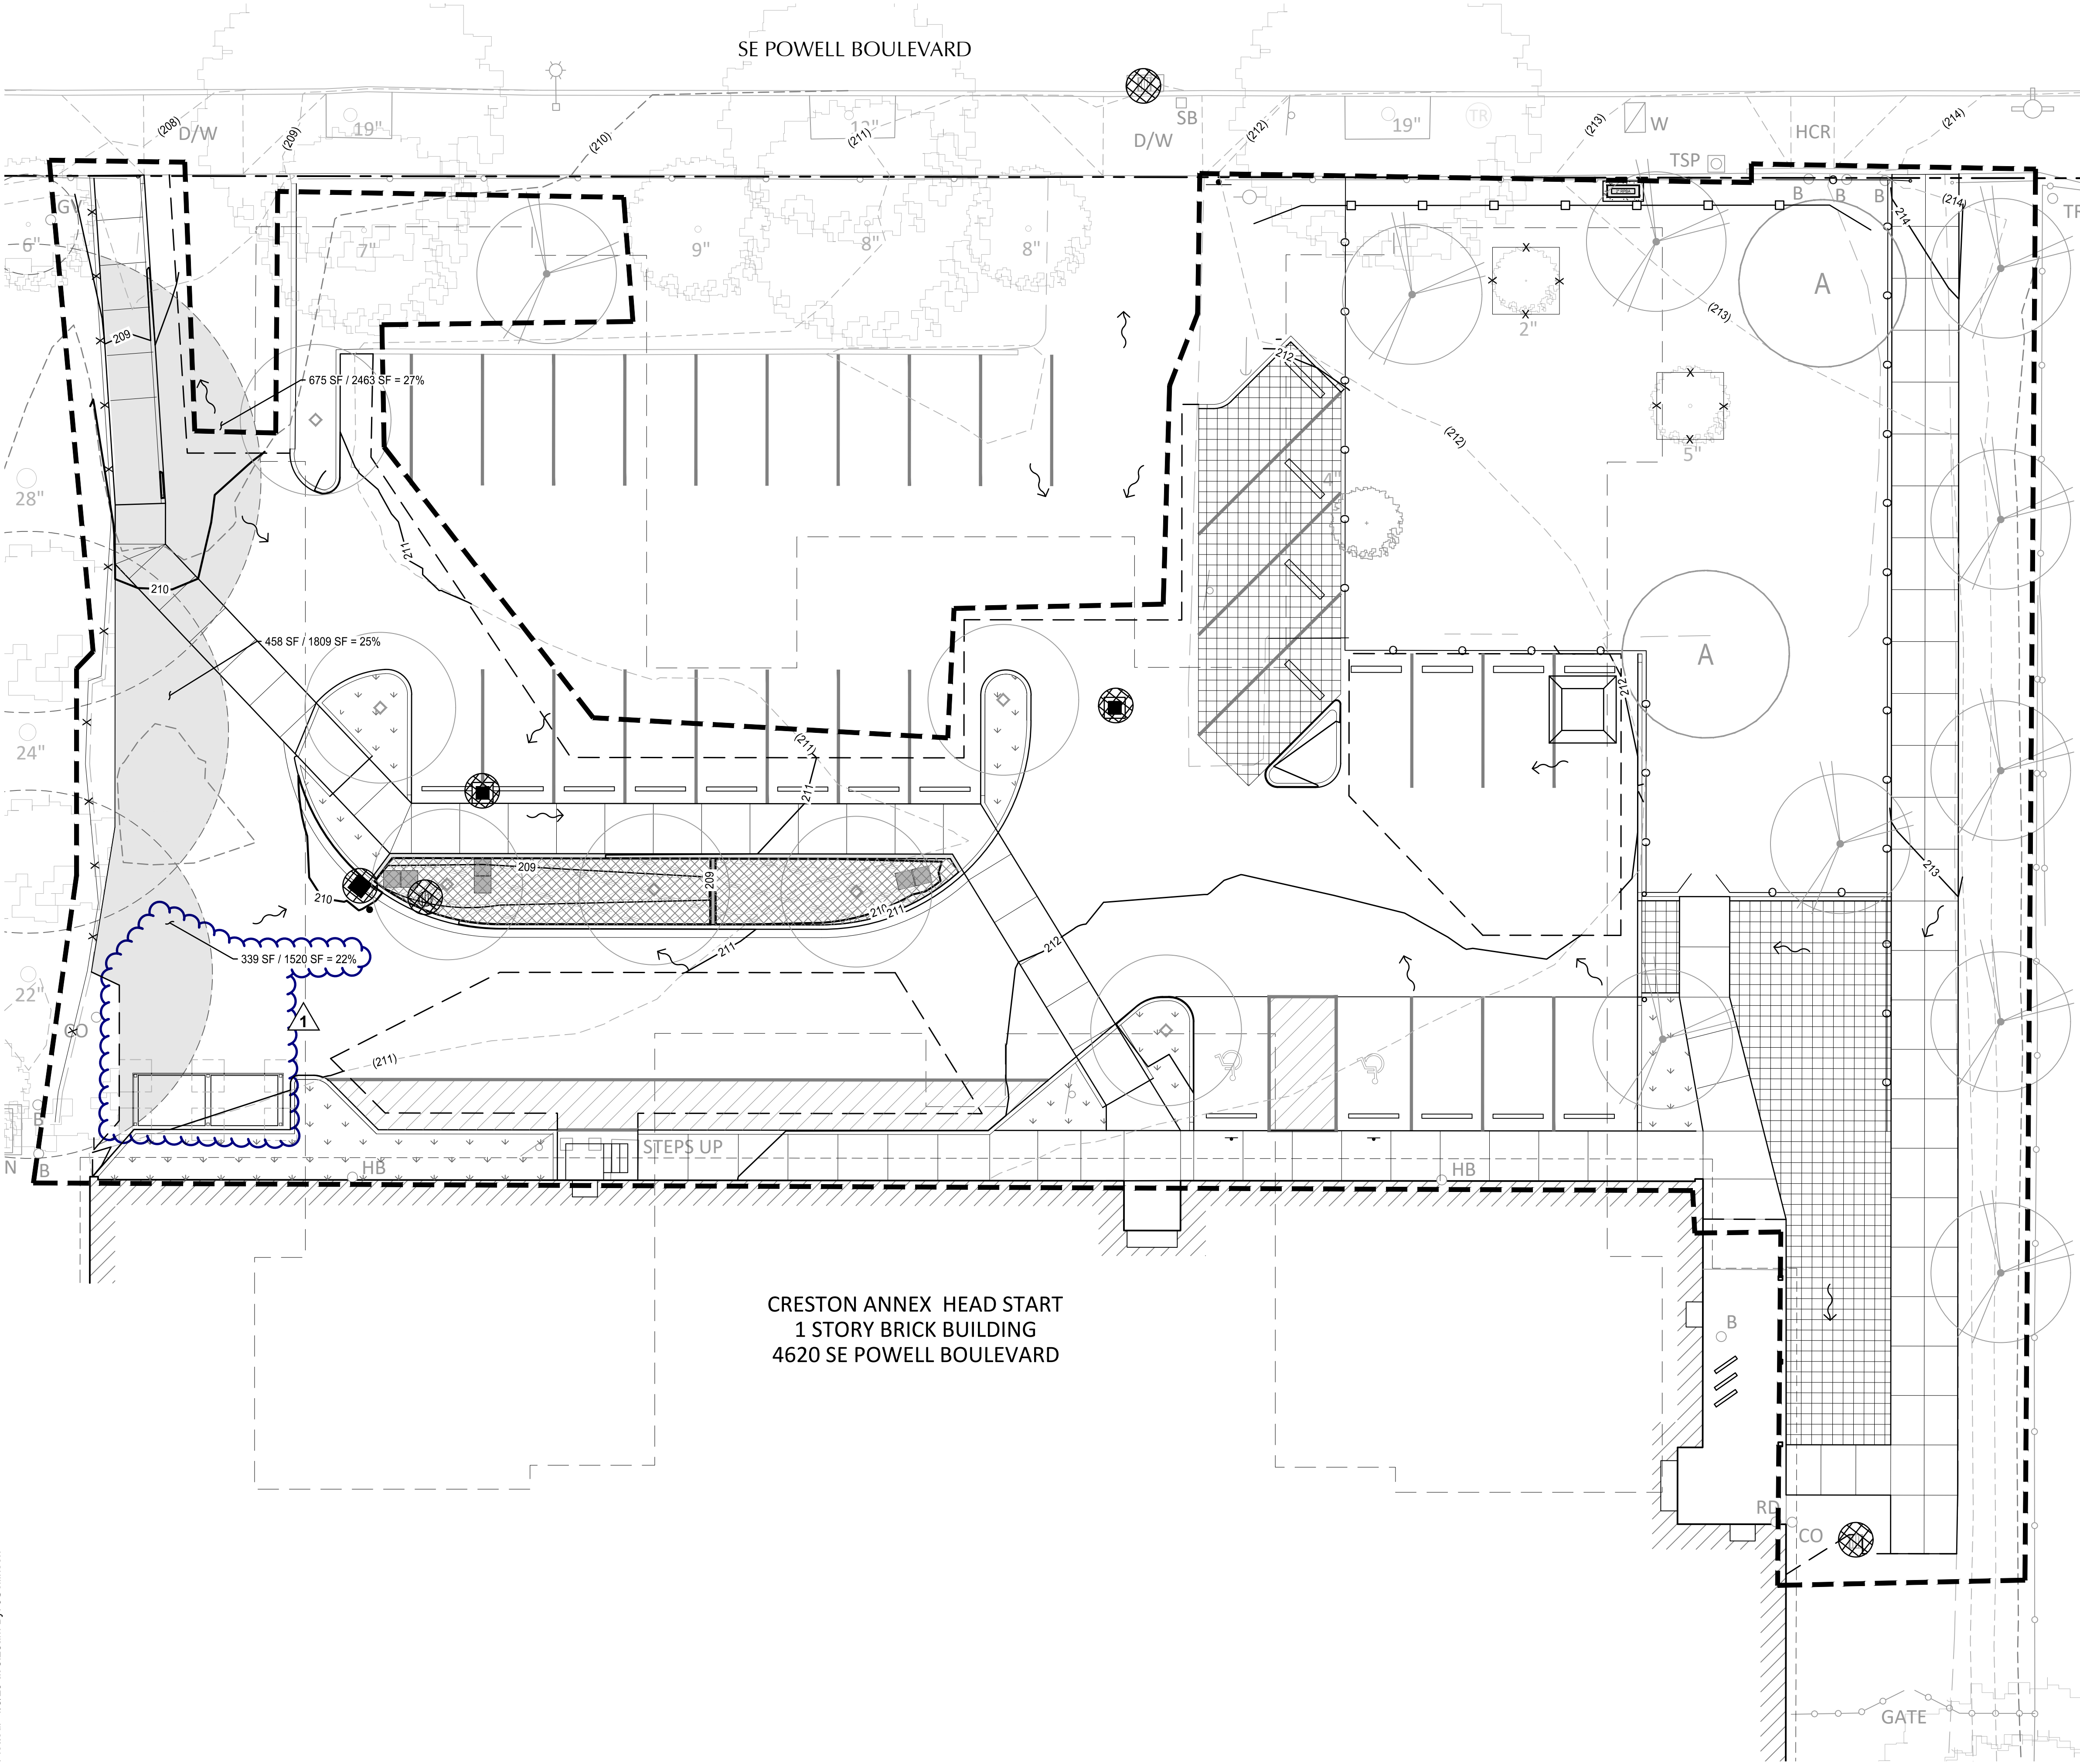 SE POWELL BOULEVARD
(208)
D/W
(209)
19"
(210)
12"
(211)
D/W
SB
(212)
19"
TR
(213)
W
TSP
HCR
(214)
GV
B
B
B
(214)
214
6"
7"
9"
8"
8"
A
2"
(213)
209
212
675 SF / 2463 SF = 27%
(212)
5"
28"
4"
211
210
458 SF / 1809 SF = 25%
A
212
24"
(211)
211
209
209
210
210
211
213
211
212
339 SF / 1520 SF = 22%
22"
CO
1
(211)
B
N
B
HB
STEPS UP
HB
CRESTON ANNEX HEAD START
1 STORY BRICK BUILDING
4620 SE POWELL BOULEVARD
B
RD
CO
GATE